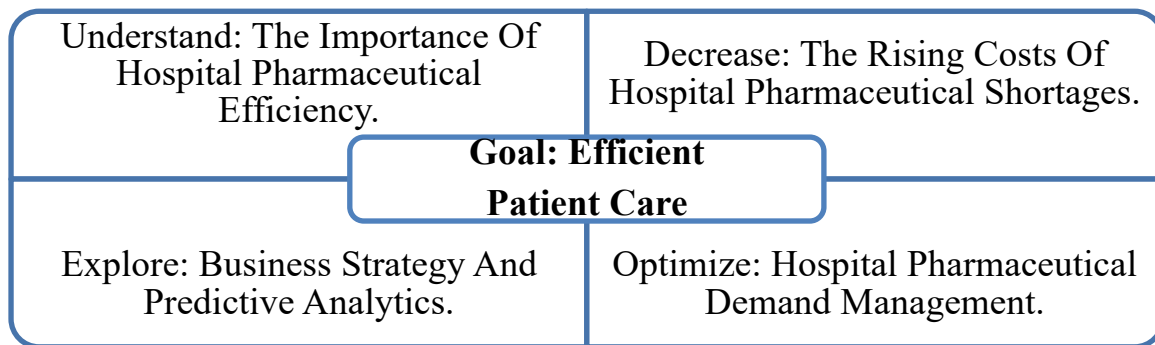 Understand: The Importance Of
Hospital Pharmaceutical
Efficiency.
Decrease: The Rising Costs Of
Hospital Pharmaceutical Shortages.
Goal: Efficient
Patient Care
Explore: Business Strategy And
Predictive Analytics.
Optimize: Hospital Pharmaceutical
Demand Management.